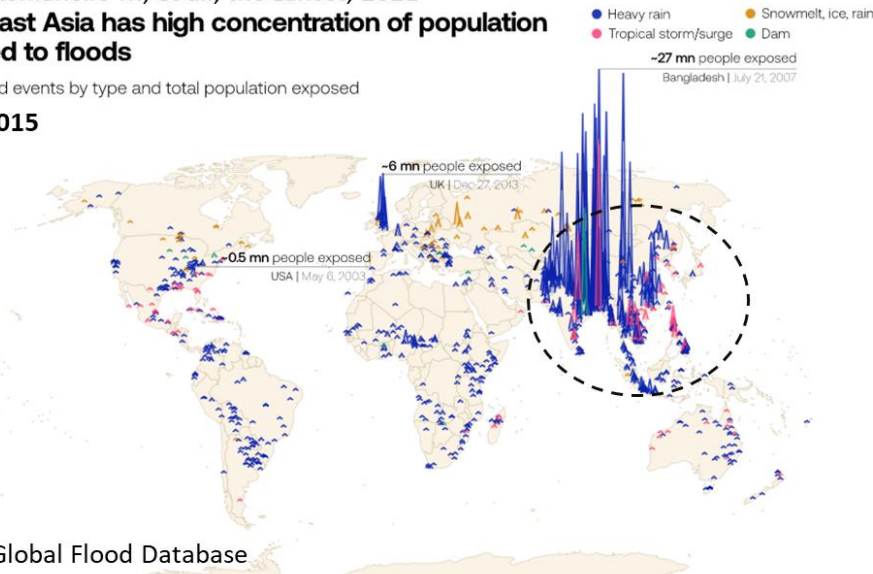 ast Asia has high concentration of population
d to floods
d events by type and total population exposed
015
Heavy rain
Snowmelt, ice, rain
Tropical storm/surge
Dam
~27 mn people exposed
Bangladesh | July 21, 2007
~6 mn people exposed
UK | Dec 27, 2013
~0.5 mn people exposed
USA | May 6, 2003
Global Flood Database